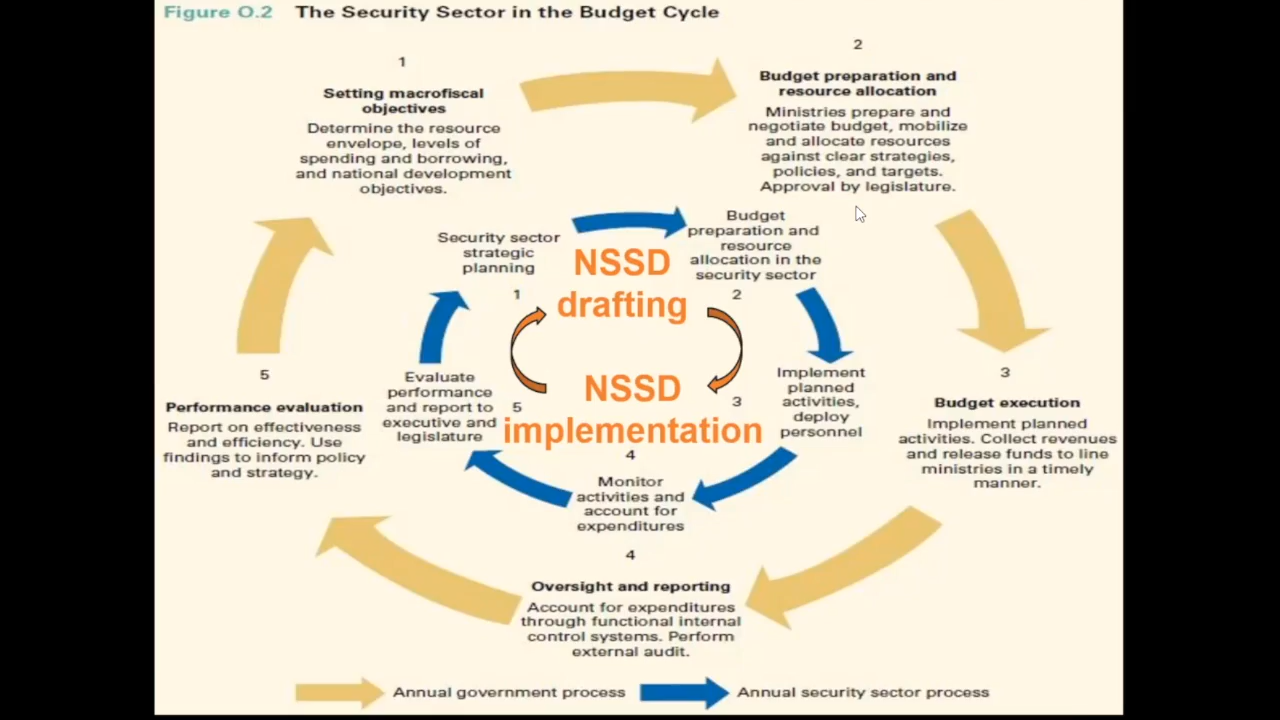 Figure O.2 The Security Sector in the Budget Cycle
1
Setting macrofiscal
objectives
Determine the resource
envelope, levels of
spending and borrowing,
and national development
objectives.
2
Budget preparation and
resource allocation
Ministries prepare and
negotiate budget, mobilize
and allocate resources
against clear strategies,
policies, and targets.
Approval by legislature.
Security sector
strategic
planning
1
Budget
preparation and
resource
allocation in the
security sector
2
NSSD
drafting
NSSD
implementation
Implement
planned
activities,
deploy
personnel
3
3
Budget execution
Implement planned
activities. Collect revenues
and release funds to line
ministries in a timely
manner.
4
Monitor
activities and
account for
expenditures
4
Oversight and reporting
Account for expenditures
through functional internal
control systems. Perform
external audit.
Evaluate
performance
and report to
executive and
legislature
5
5
Performance evaluation
Report on effectiveness
and efficiency. Use
findings to inform policy
and strategy.
Annual government process
Annual security sector process